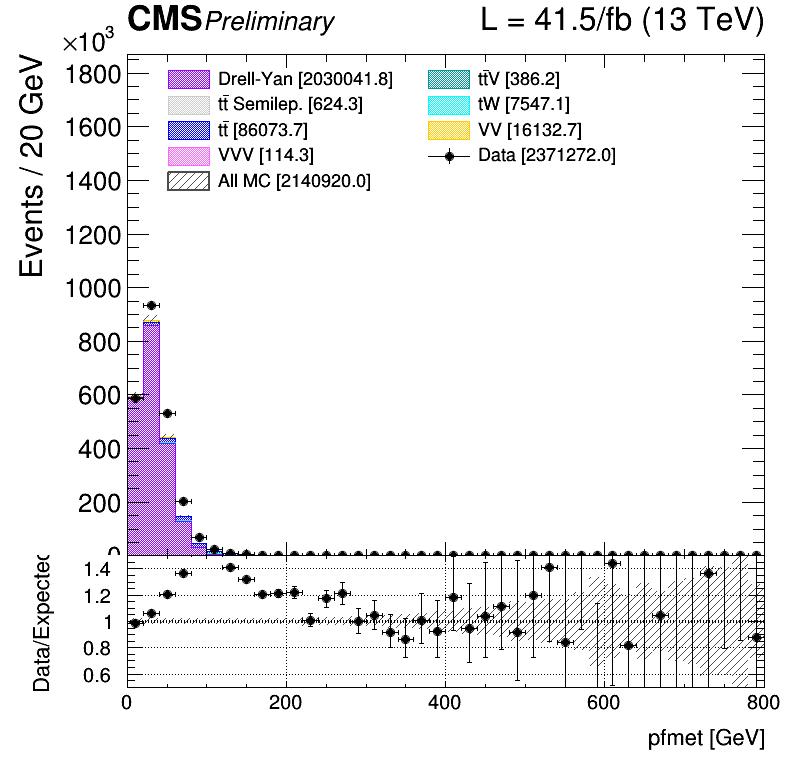 CMS Preliminary L = 41.5/fb (13 TeV)
×10³
Events / 20 GeV
1800
1600
1400
1200
1000
800
600
400
200
0
Drell-Yan [2030041.8]
tt̄ Semilep. [624.3]
tt̄ [86073.7]
VVV [114.3]
All MC [2140920.0]
tt̄V [386.2]
tW [7547.1]
VV [16132.7]
Data [2371272.0]
Data/Expected
1.4
1.2
1
0.8
0.6
0 200 400 600 800
pfmet [GeV]